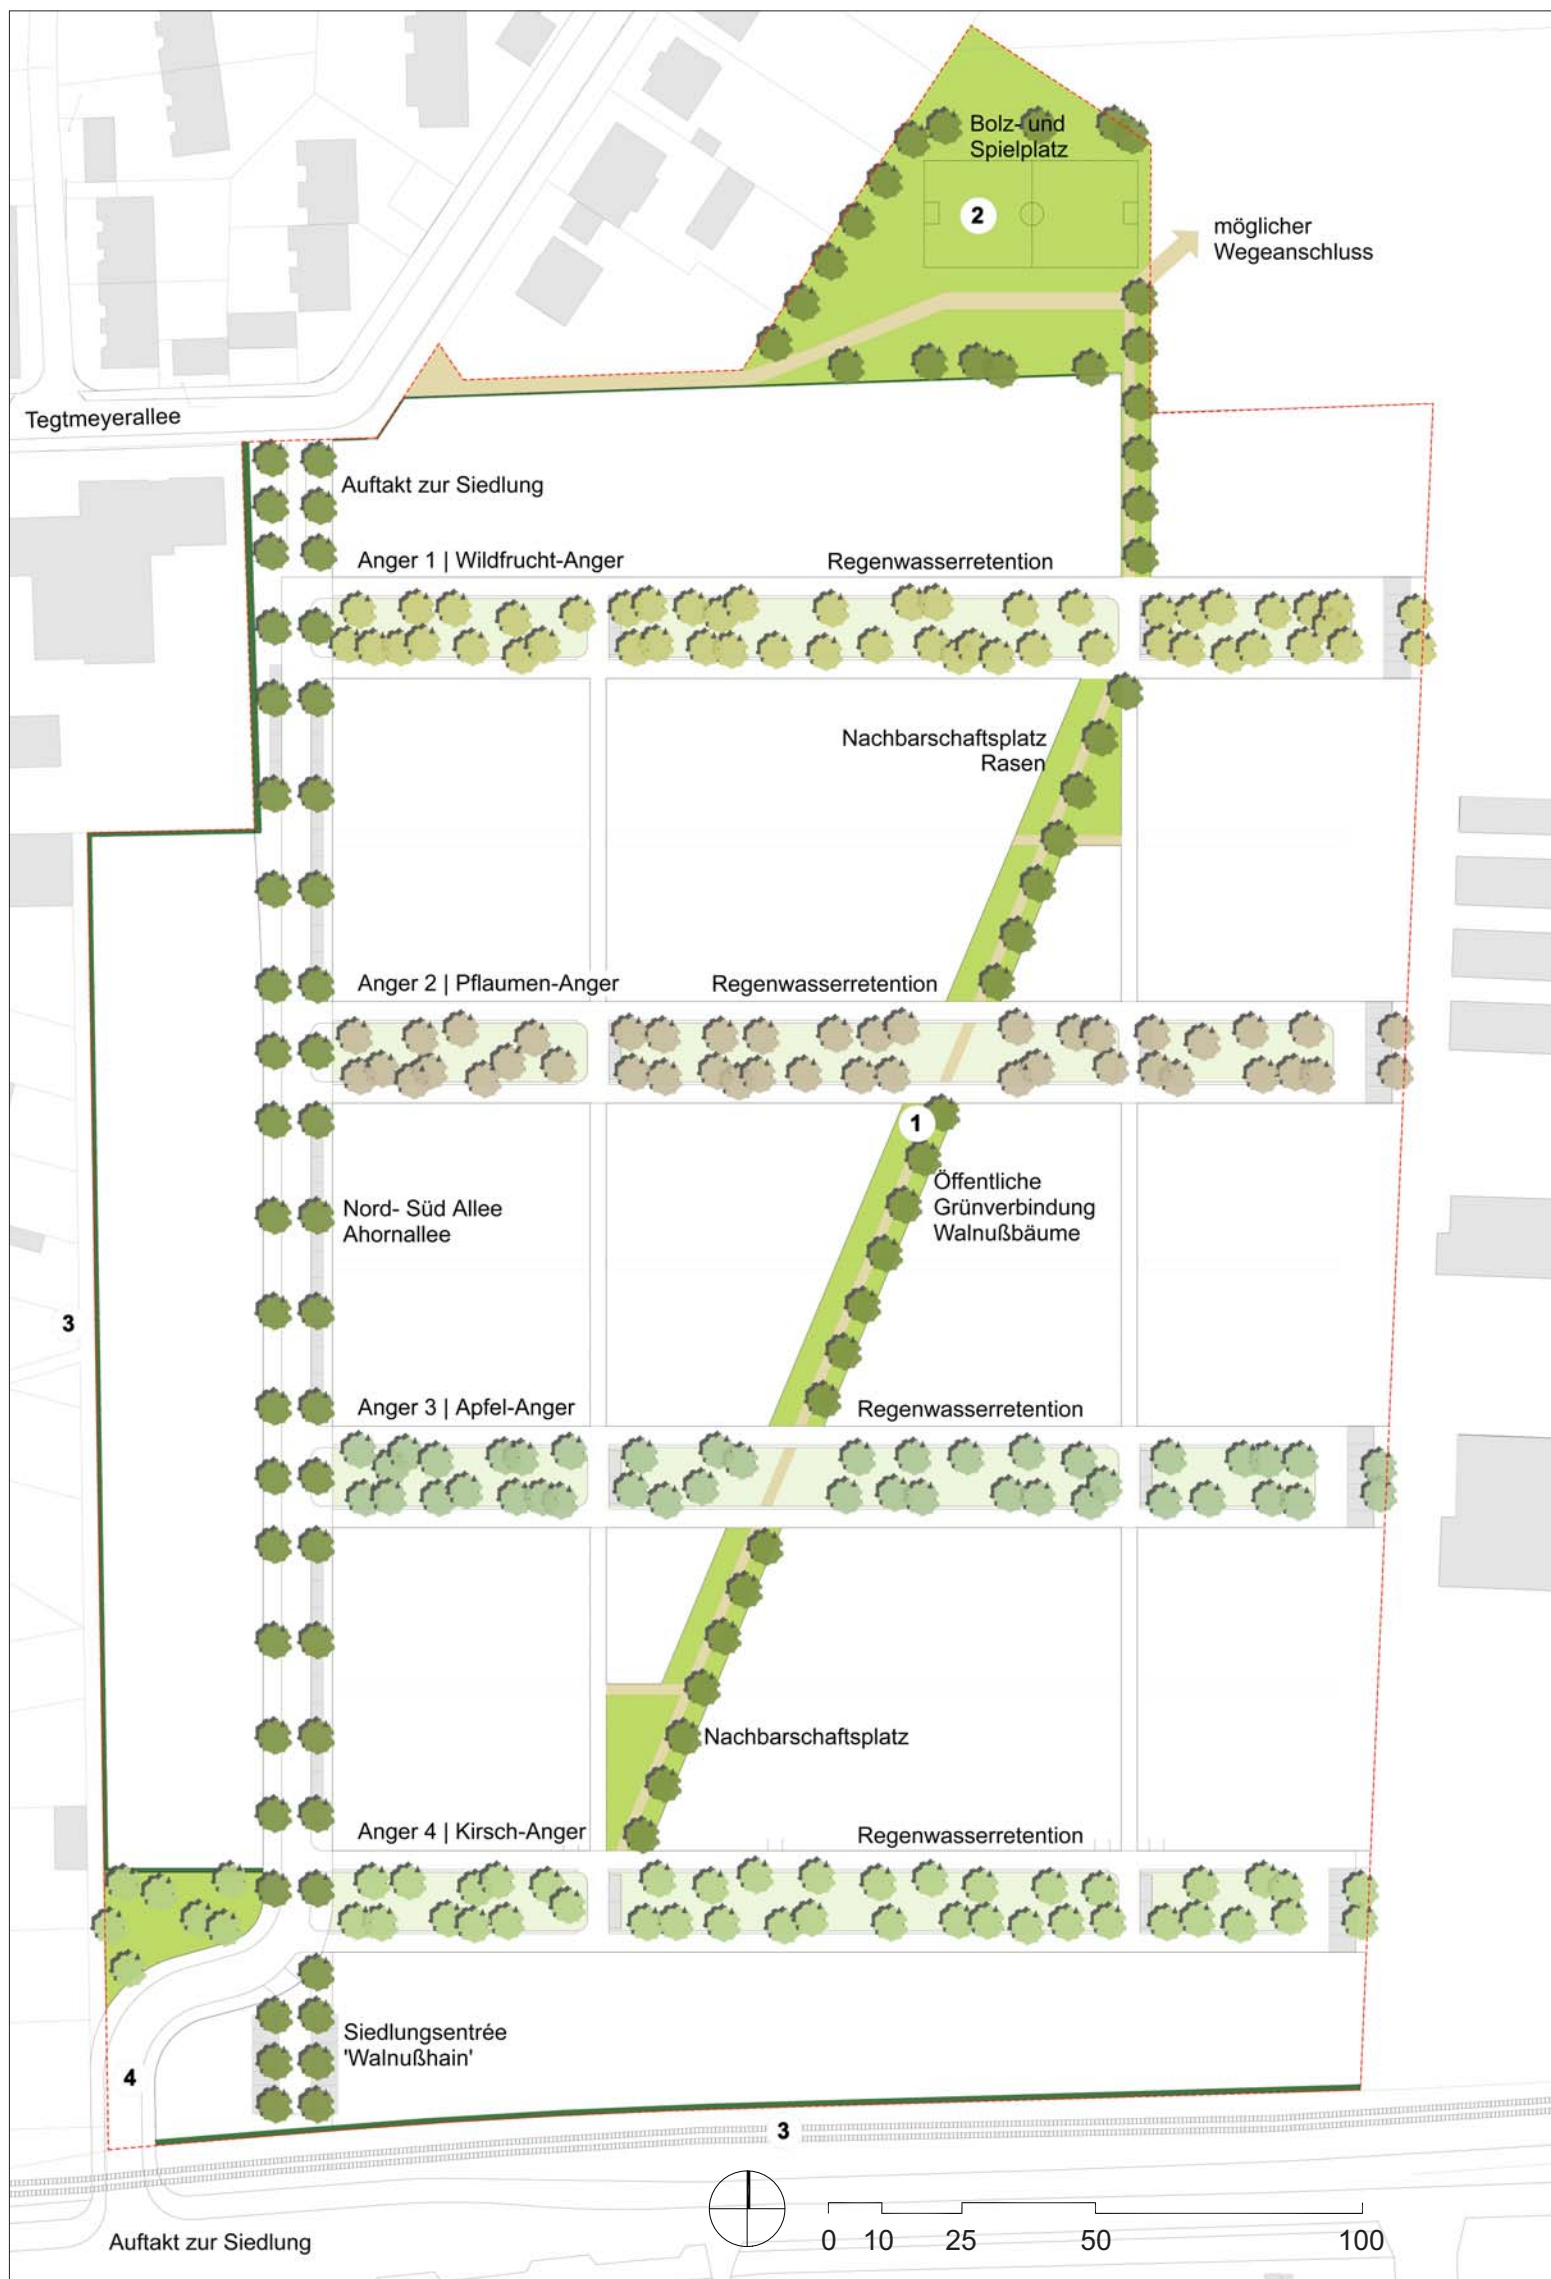 Bolz- und
Spielplatz
2
möglicher
Wegeanschluss
Tegtmeyerallee
Auftakt zur Siedlung
Anger 1 | Wildfrucht-Anger
Regenwasserretention
Nachbarschaftsplatz
Rasen
Anger 2 | Pflaumen-Anger
Regenwasserretention
1
Öffentliche
Grünverbindung
Walnußbäume
Nord- Süd Allee
Ahornallee
3
Anger 3 | Apfel-Anger
Regenwasserretention
Nachbarschaftsplatz
Anger 4 | Kirsch-Anger
Regenwasserretention
Siedlungsentrée
'Walnußhain'
4
3
0 10 25 50 100
Auftakt zur Siedlung